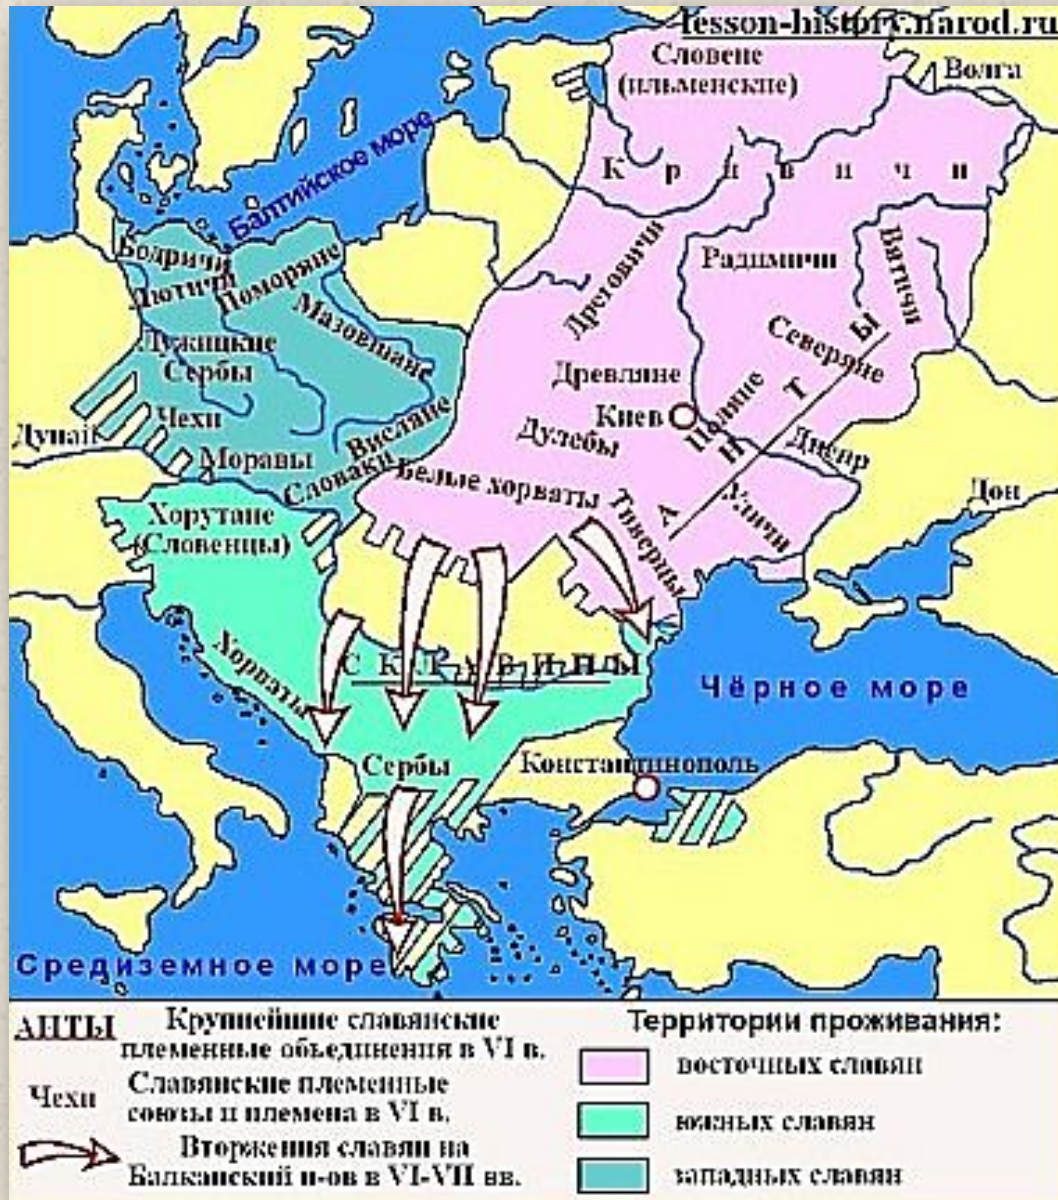 lesson-history.narod.ru
Словене
(ильменские)
Волга
Балтийское море
Кривичи
Бодричи
Лютичи
Поморяне
Мазовшане
Дреговичи
Радимичи
Вятичи
Лужицкие
Сербы
Северяне
Древляне
Киев
Поляне
Чехи
Дунай
Висляне
Дулебы
Моравы
Словаки
Белые хорваты
АНТЫ
Днепр
Дон
Хорутане
(Словенцы)
Тиверцы
Уличи
Хорваты
СКЛАВИНЫ
Чёрное море
Сербы
Константинополь
Средиземное море
АНТЫ
Крупнейшие славянские
племенные объединения в VI в.
Чехи
Славянские племенные
союзы и племена в VI в.
Вторжения славян на
Балканский п-ов в VI-VII вв.
Территории проживания:
восточных славян
южных славян
западных славян